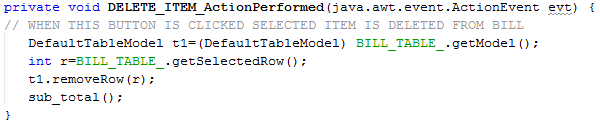 private void DELETE_ITEM_ActionPerformed(java.awt.event.ActionEvent evt) {
// WHEN THIS BUTTON IS CLICKED SELECTED ITEM IS DELETED FROM BILL
DefaultTableModel t1=(DefaultTableModel) BILL_TABLE_.getModel();
int r=BILL_TABLE_.getSelectedRow();
t1.removeRow(r);
sub_total();
}